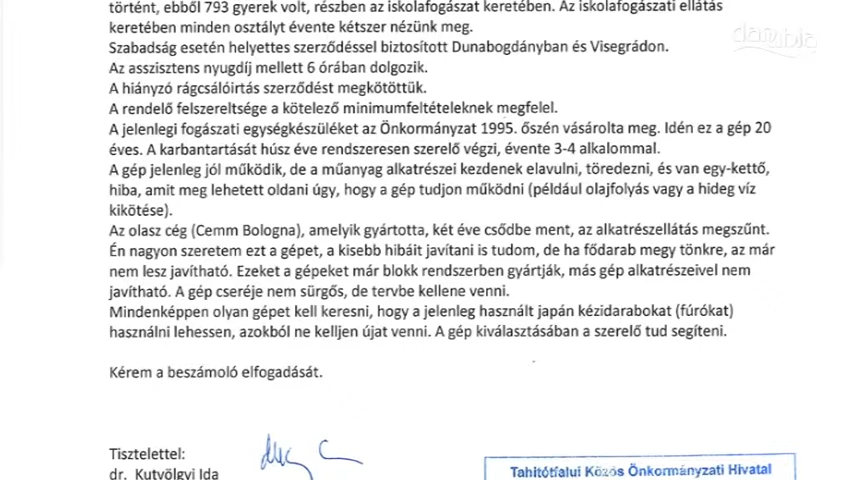 történt, ebből 793 gyerek volt, részben az iskolafogászat keretében. Az iskolafogászati ellátás
keretében minden osztályt évente kétszer nézünk meg.
Szabadság esetén helyettes szerződéssel biztosított Dunabogdányban és Visegrádon.
Az asszisztens nyugdíj mellett 6 órában dolgozik.
A hiányzó rágcsálóirtás szerződést megkötöttük.
A rendelő felszereltsége a kötelező minimumfeltételeknek megfelel.
A jelenlegi fogászati egységkészüléket az Önkormányzat 1995. őszén vásárolta meg. Idén ez a gép 20
éves. A karbantartását húsz éve rendszeresen szerelő végzi, évente 3-4 alkalommal.
A gép jelenleg jól működik, de a műanyag alkatrészei kezdenek elavulni, töredezni, és van egy-kettő,
hiba, amit meg lehetett oldani úgy, hogy a gép tudjon működni (például olajfolyás vagy a hideg víz
kikötése).
Az olasz cég (Cemm Bologna), amelyik gyártotta, két éve csődbe ment, az alkatrészellátás megszűnt.
Én nagyon szeretem ezt a gépet, a kisebb hibáit javítani is tudom, de ha fődarab megy tönkre, az már
nem lesz javítható. Ezeket a gépeket már blokk rendszerben gyártják, más gép alkatrészeivel nem
javítható. A gép cseréje nem sürgős, de tervbe kellene venni.
Mindenképpen olyan gépet kell keresni, hogy a jelenleg használt japán kézidarabokat (fúrókat)
használni lehessen, azokból ne kelljen újat venni. A gép kiválasztásában a szerelő tud segíteni.
Kérem a beszámoló elfogadását.
Tisztelettel:
dr. Kutvölgyi Ida
Tahitótfalui Közös Önkormányzati Hivatal
danubia